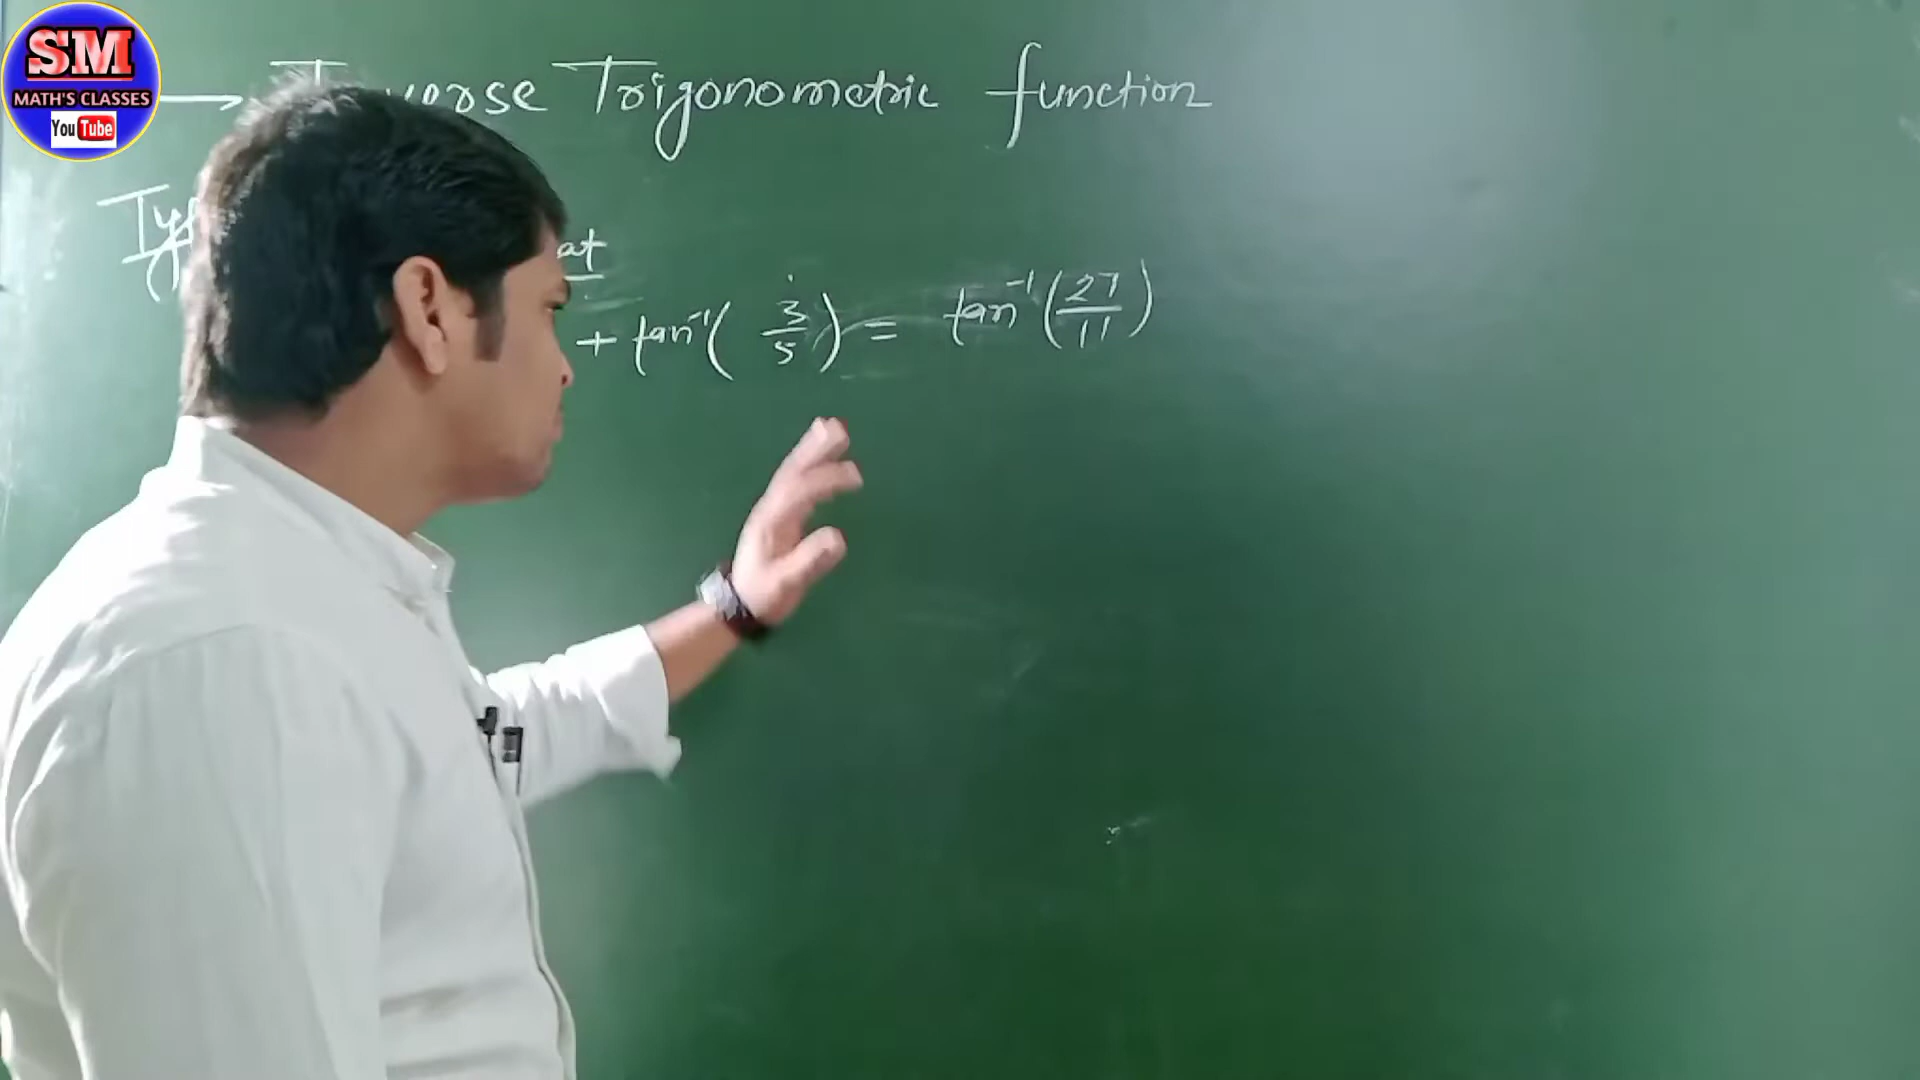 SM
MATH'S CLASSES
YouTube
Trigonometric function
at
+ tan⁻¹( 3/5 ) = tan⁻¹( 27/11 )